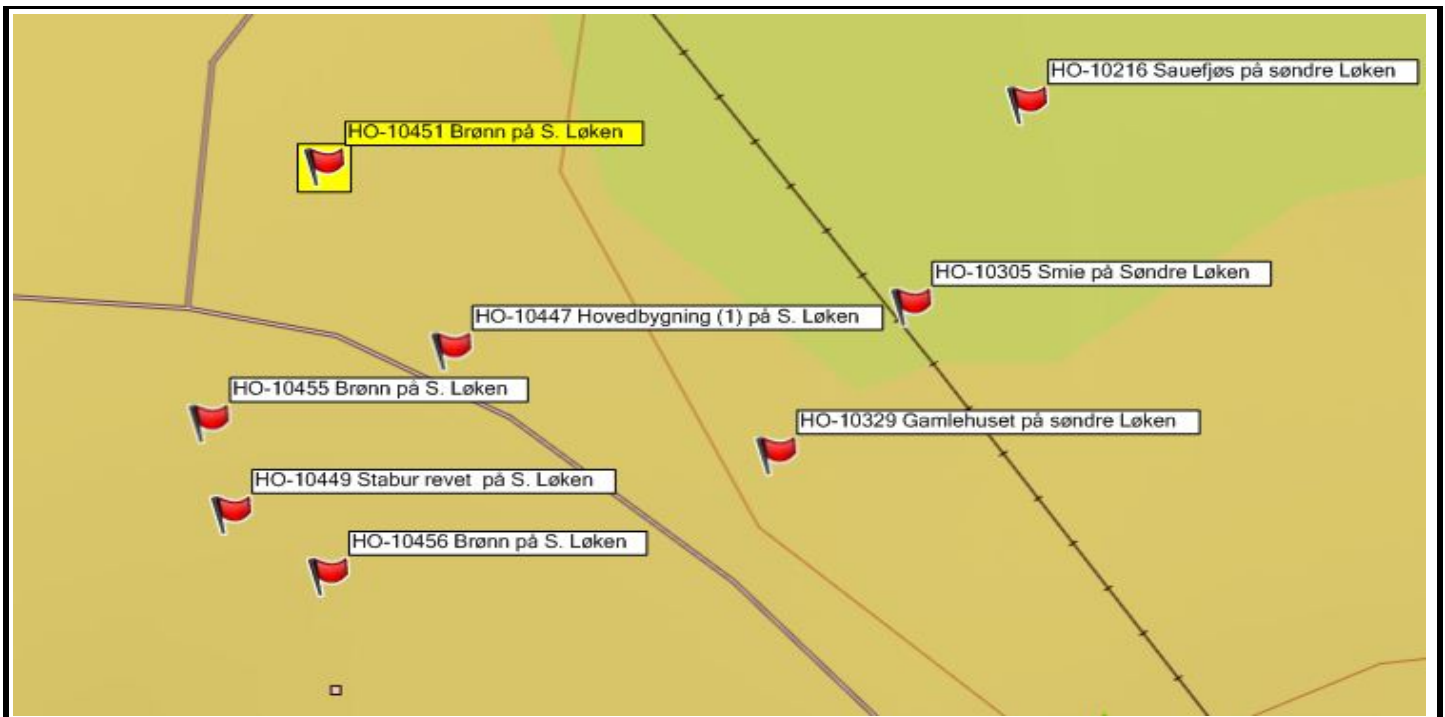 HO-10216 Sauefjøs på søndre Løken
HO-10451 Brønn på S. Løken
HO-10305 Smie på Søndre Løken
HO-10447 Hovedbygning (1) på S. Løken
HO-10455 Brønn på S. Løken
HO-10329 Gamlehuset på søndre Løken
HO-10449 Stabur revet  på S. Løken
HO-10456 Brønn på S. Løken